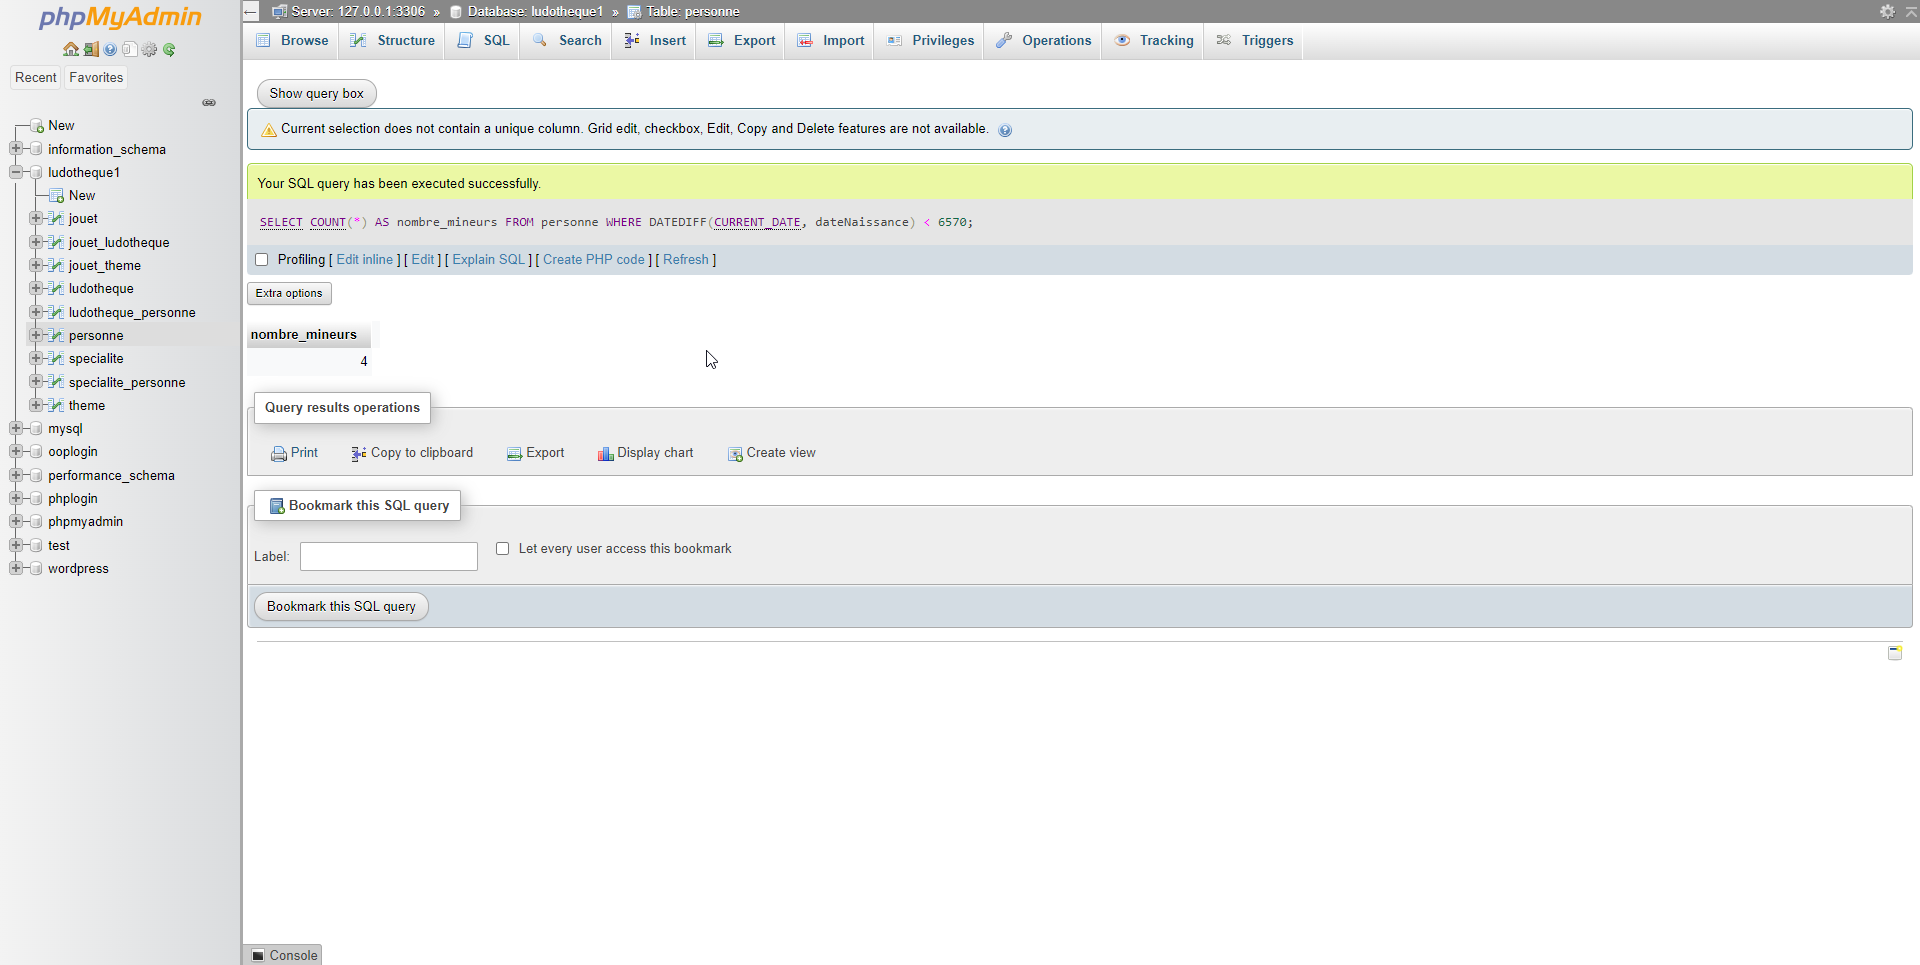 phpMyAdmin
Recent Favorites
New
information_schema
ludotheque1
New
jouet
jouet_ludotheque
jouet_theme
ludotheque
ludotheque_personne
personne
specialite
specialite_personne
theme
mysql
ooplogin
performance_schema
phplogin
phpmyadmin
test
wordpress
Server: 127.0.0.1:3306 » Database: ludotheque1 » Table: personne
Browse Structure SQL Search Insert Export Import Privileges Operations Tracking Triggers
Show query box
Current selection does not contain a unique column. Grid edit, checkbox, Edit, Copy and Delete features are not available.
Your SQL query has been executed successfully.
SELECT COUNT(*) AS nombre_mineurs FROM personne WHERE DATEDIFF(CURRENT_DATE, dateNaissance) < 6570;
Profiling [ Edit inline ] [ Edit ] [ Explain SQL ] [ Create PHP code ] [ Refresh ]
Extra options
nombre_mineurs
4
Query results operations
Print Copy to clipboard Export Display chart Create view
Bookmark this SQL query
Label: Let every user access this bookmark
Bookmark this SQL query
Console